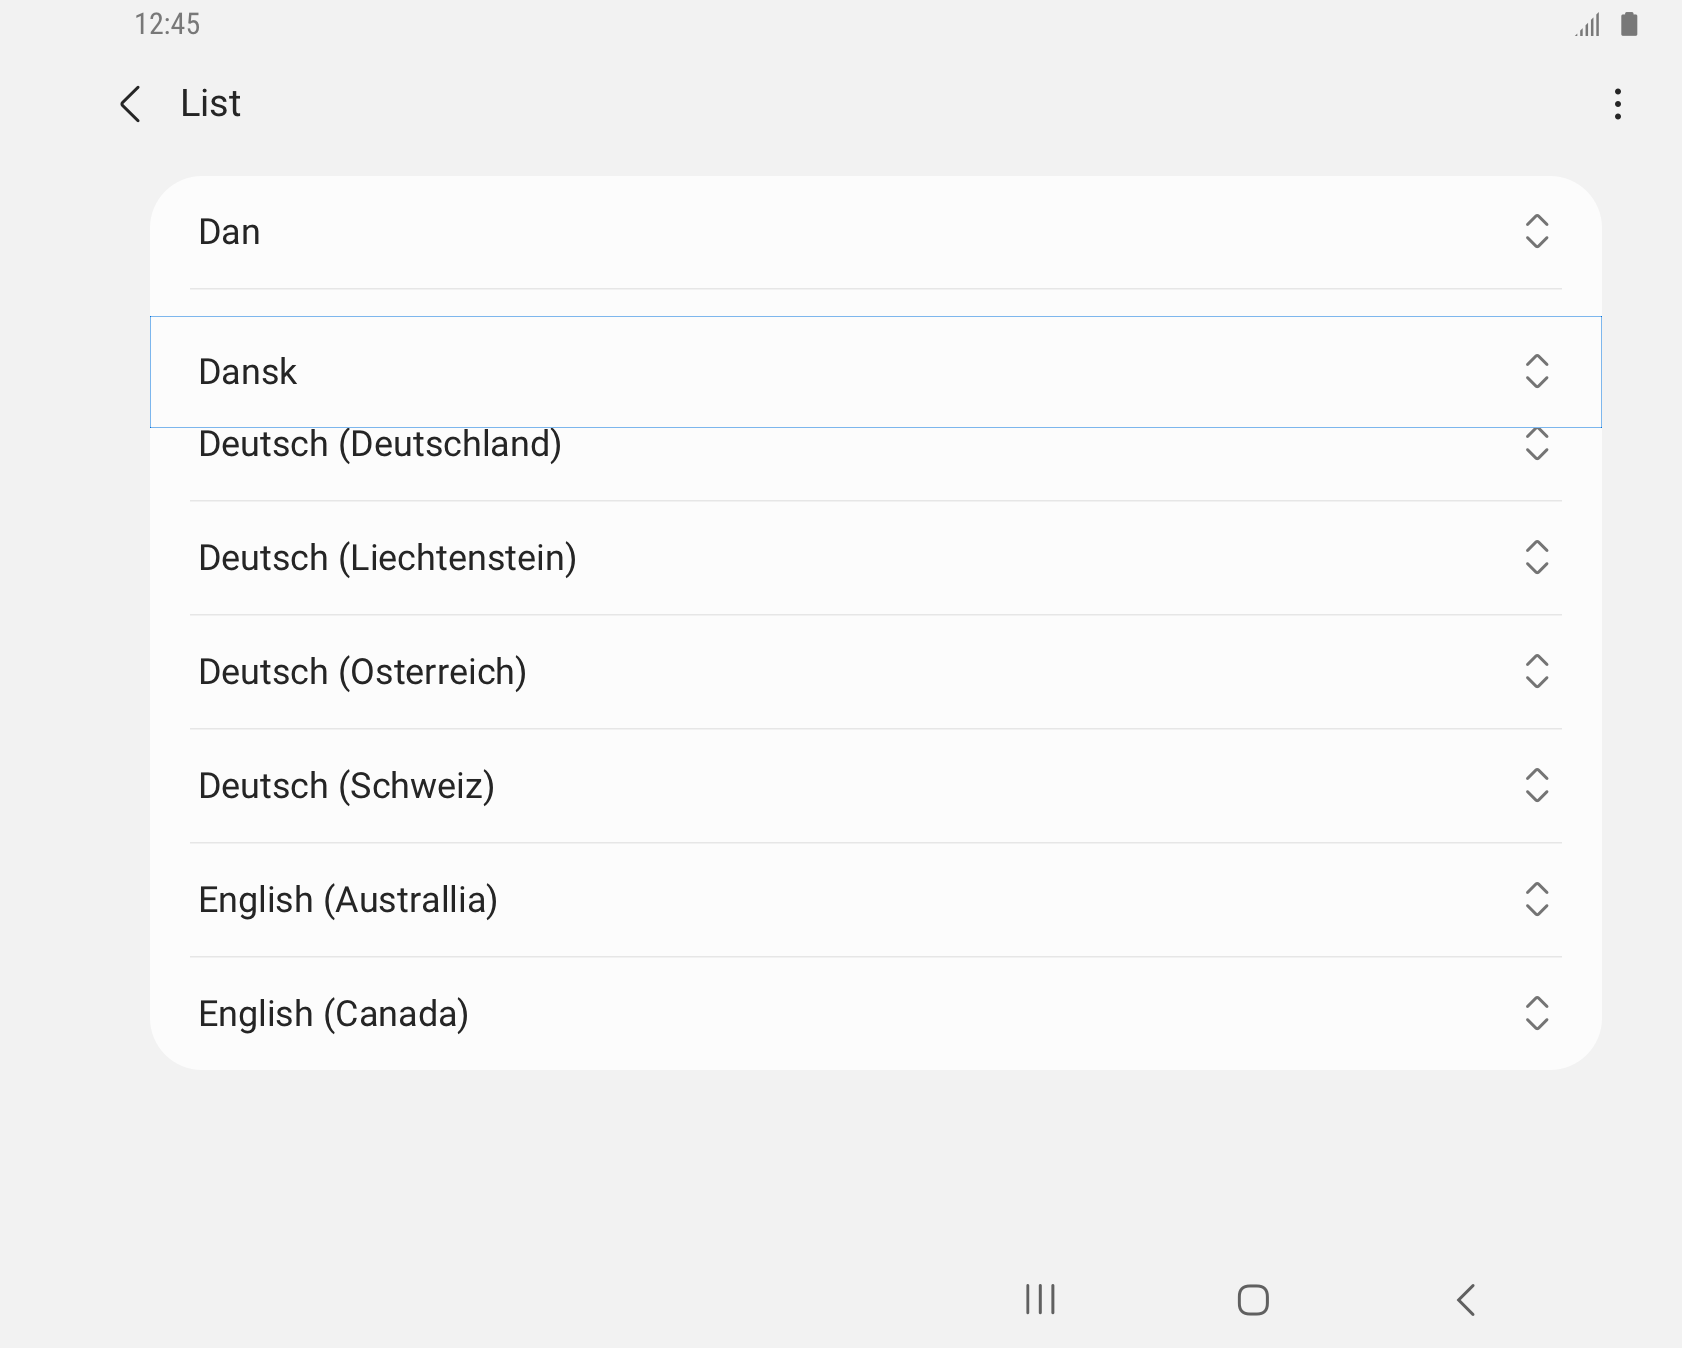 12:45
List
Dan
Dansk
Deutsch (Deutschland)
Deutsch (Liechtenstein)
Deutsch (Osterreich)
Deutsch (Schweiz)
English (Australlia)
English (Canada)